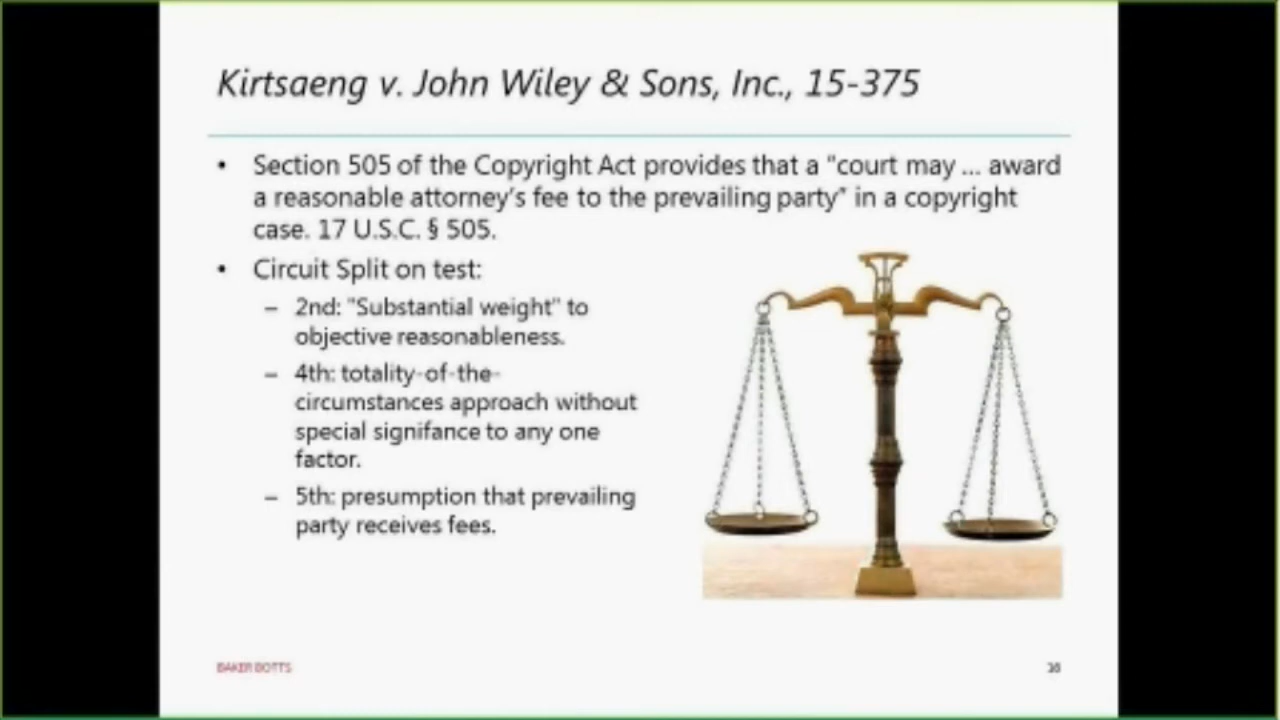 Kirtsaeng v. John Wiley & Sons, Inc., 15-375
• Section 505 of the Copyright Act provides that a "court may ... award
a reasonable attorney's fee to the prevailing party" in a copyright
case. 17 U.S.C. § 505.
• Circuit Split on test:
– 2nd: "Substantial weight" to
objective reasonableness.
– 4th: totality-of-the-
circumstances approach without
special signifance to any one
factor.
– 5th: presumption that prevailing
party receives fees.
BAKER BOTTS